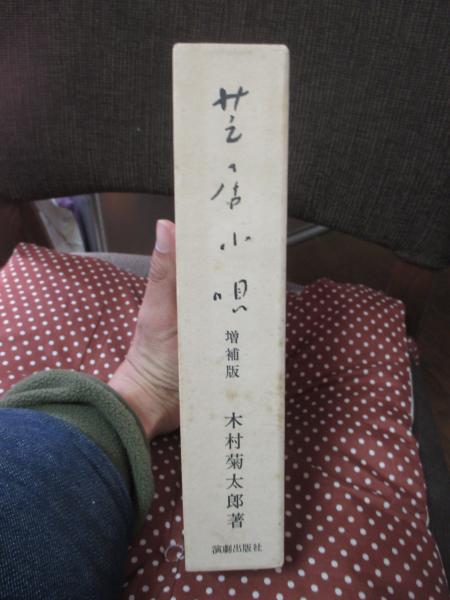 芝居小唄
増補版
木村菊太郎著
演劇出版社